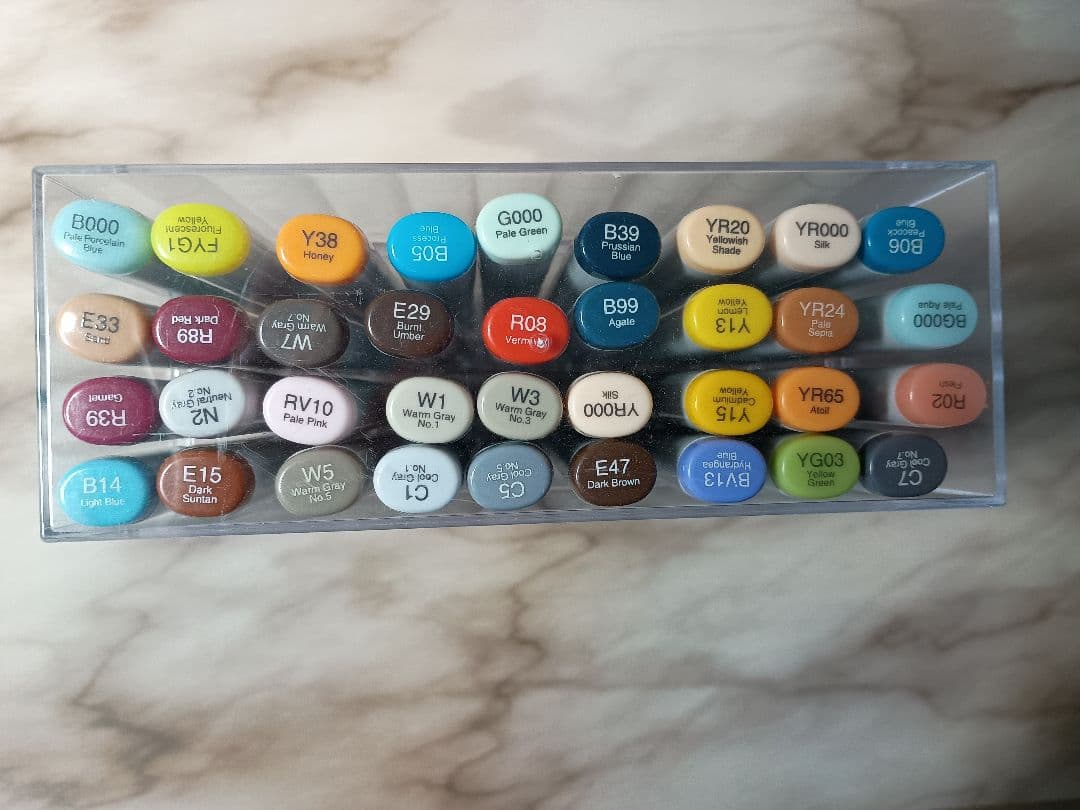 B000
Pale Porcelain
Blue
FYG1
Fluorescent
Yellow
Y38
Honey
B05
Process
Blue
G000
Pale Green
B39
Prussian
Blue
YR20
Yellowish
Shade
YR000
Silk
B06
Peacock
Blue
E33
Sand
R89
Dark Red
W7
Warm Gray
No.7
E29
Burnt
Umber
R08
Vermilion
B99
Agate
Y13
Lemon
Yellow
YR24
Pale
Sepia
BG000
Pale Aqua
R39
Garnet
N2
Neutral Gray
No.2
RV10
Pale Pink
W1
Warm Gray
No.1
W3
Warm Gray
No.3
YR000
Silk
Y15
Cadmium
Yellow
YR65
Atoll
R02
Flesh
B14
Light Blue
E15
Dark
Suntan
W5
Warm Gray
No.5
C1
Cool Gray
No.1
C5
Cool Gray
No.5
E47
Dark Brown
BV13
Hydrangea
Blue
YG03
Yellow
Green
C7
Cool Gray
No.7